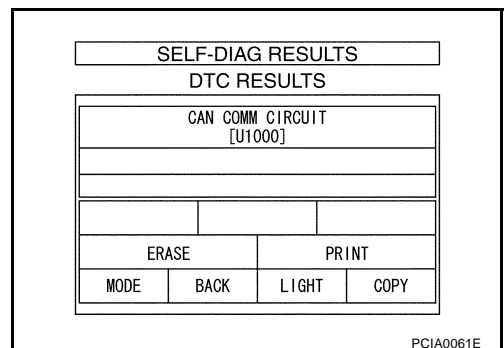 SELF-DIAG RESULTS
DTC RESULTS
CAN COMM CIRCUIT
[U1000]
ERASE PRINT
MODE BACK LIGHT COPY
PCIA0061E